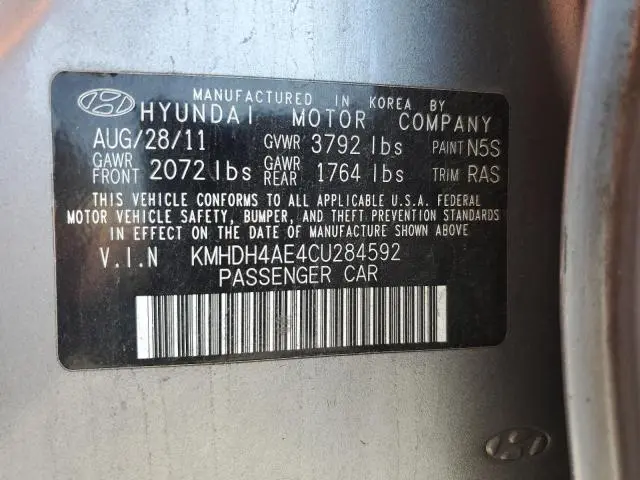 MANUFACTURED IN KOREA BY
HYUNDAI MOTOR COMPANY
AUG/28/11 GVWR 3792 lbs PAINT N5S
GAWR FRONT 2072 lbs GAWR REAR 1764 lbs TRIM RAS
THIS VEHICLE CONFORMS TO ALL APPLICABLE U.S.A. FEDERAL
MOTOR VEHICLE SAFETY, BUMPER, AND THEFT PREVENTION STANDARDS
IN EFFECT ON THE DATE OF MANUFACTURE SHOWN ABOVE
V.I.N KMHDH4AE4CU284592
PASSENGER CAR